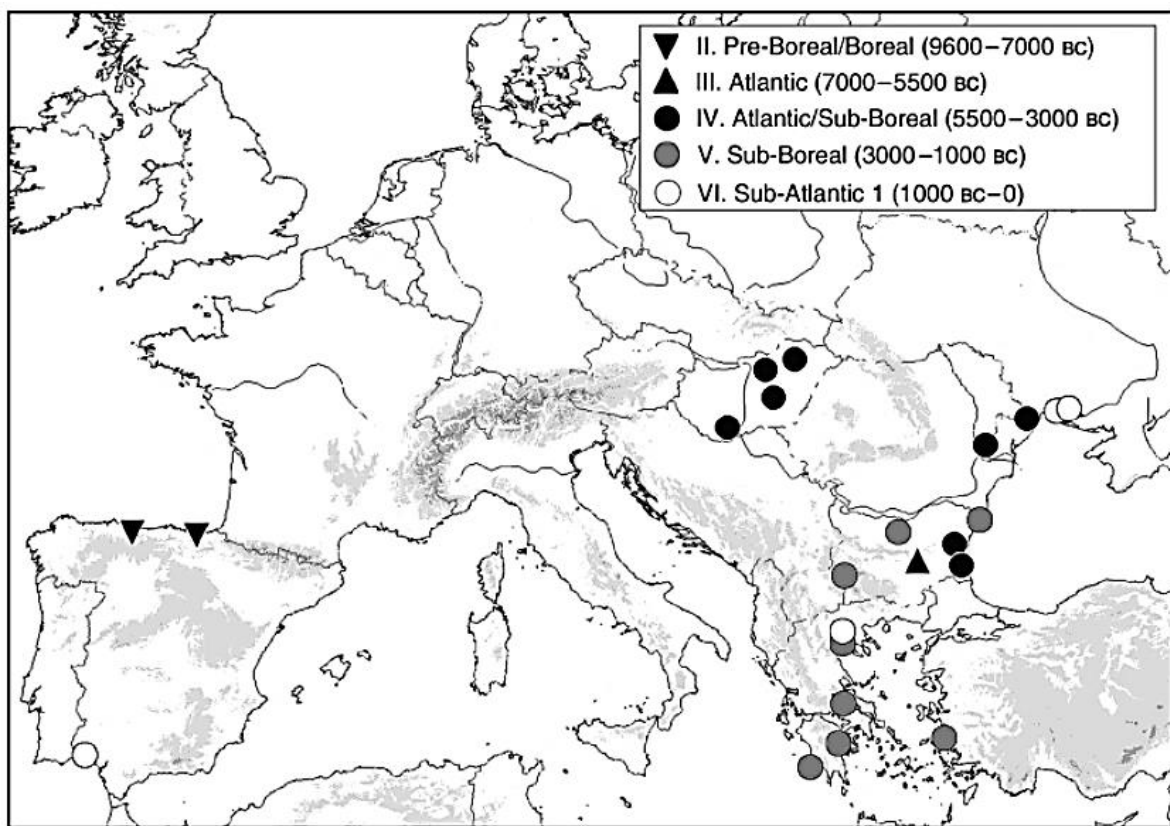 II. Pre-Boreal/Boreal (9600–7000 BC)
III. Atlantic (7000–5500 BC)
IV. Atlantic/Sub-Boreal (5500–3000 BC)
V. Sub-Boreal (3000–1000 BC)
VI. Sub-Atlantic 1 (1000 BC–0)